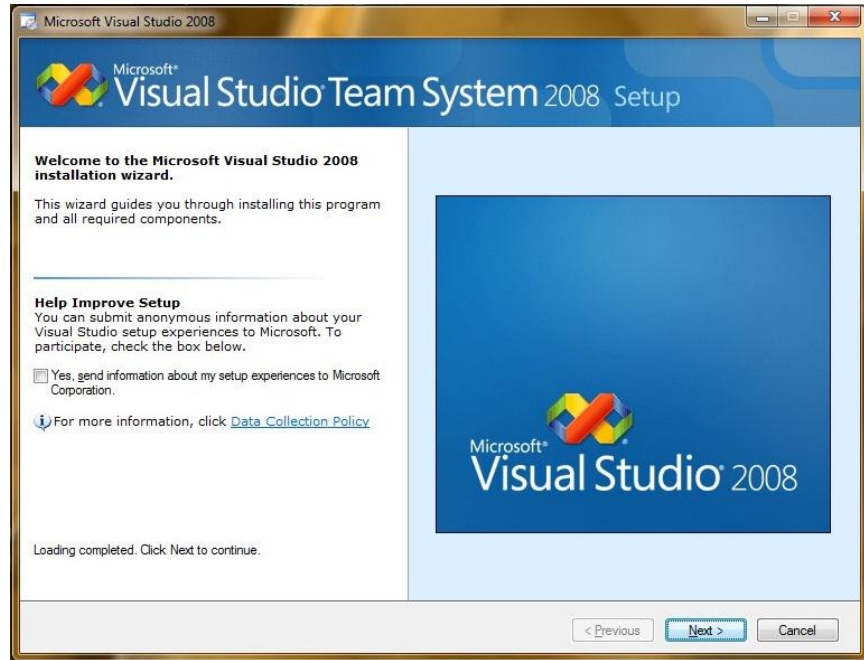 Microsoft Visual Studio 2008
Microsoft®
Visual Studio® Team System 2008 Setup
Welcome to the Microsoft Visual Studio 2008
installation wizard.
This wizard guides you through installing this program
and all required components.
Help Improve Setup
You can submit anonymous information about your
Visual Studio setup experiences to Microsoft. To
participate, check the box below.
Yes, send information about my setup experiences to Microsoft
Corporation.
For more information, click Data Collection Policy
Loading completed. Click Next to continue.
Microsoft®
Visual Studio® 2008
< Previous
Next >
Cancel